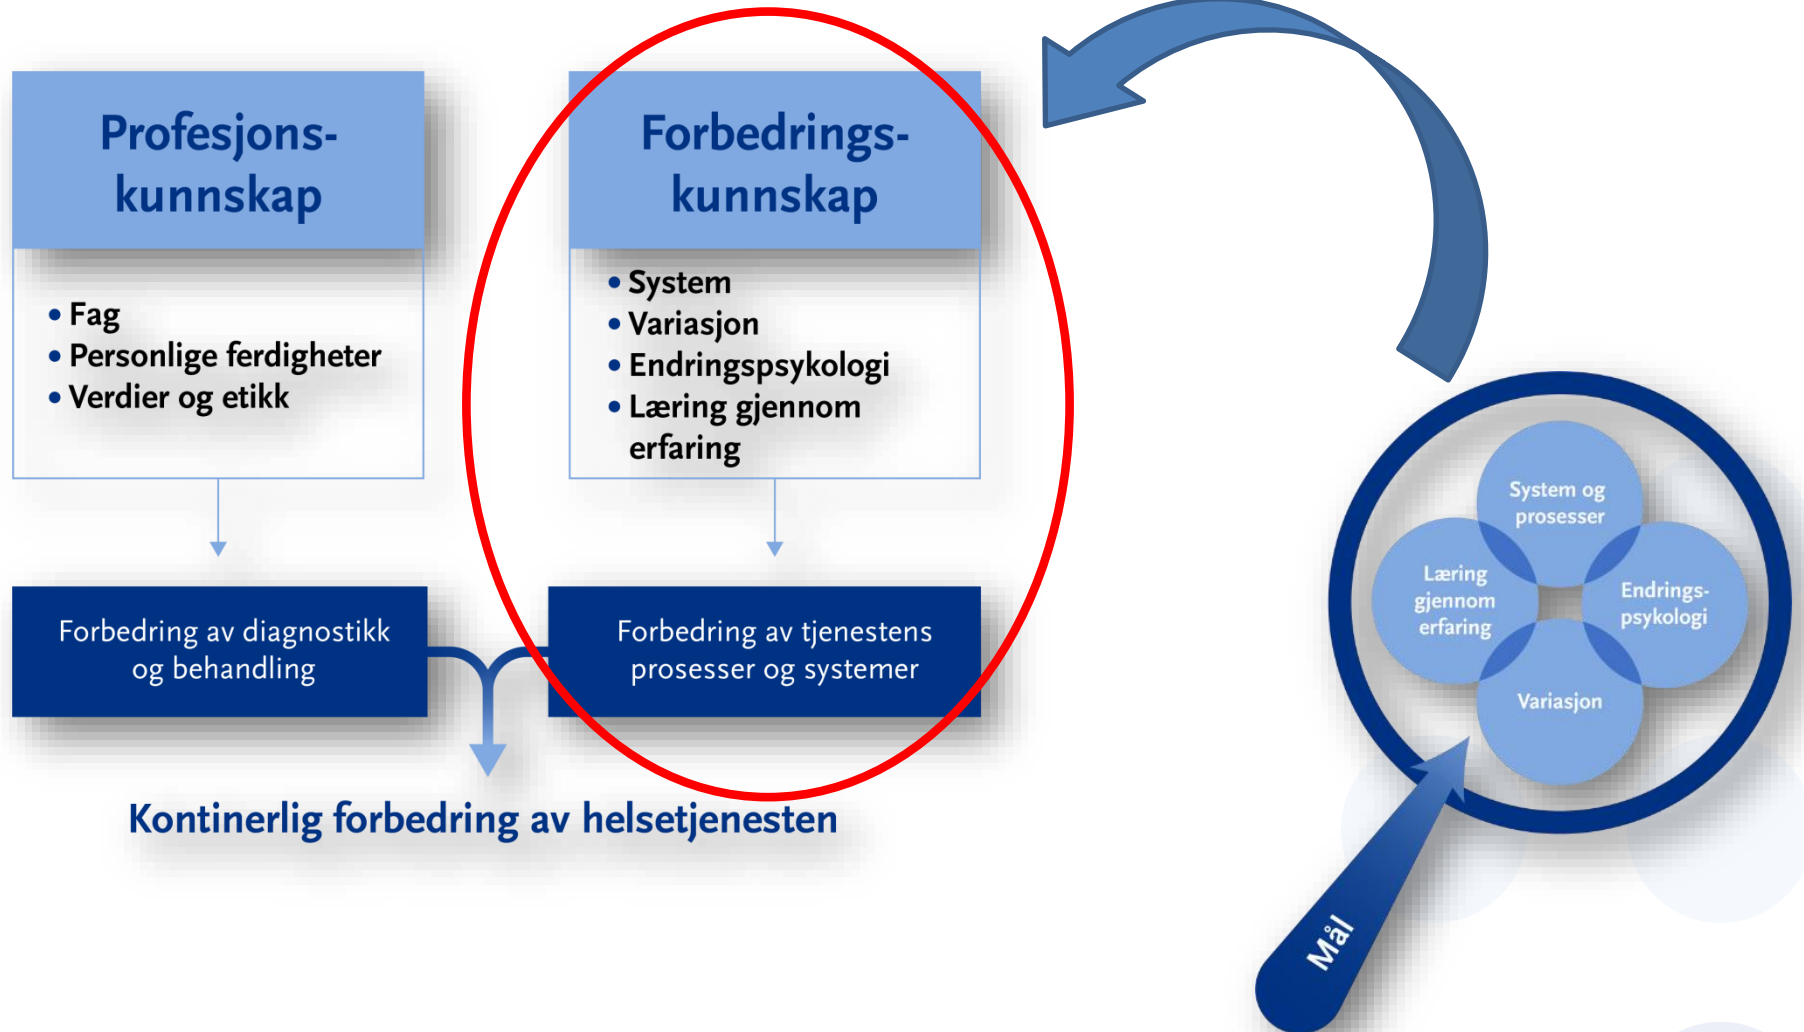 Profesjons-
kunnskap
• Fag
• Personlige ferdigheter
• Verdier og etikk
Forbedring av diagnostikk
og behandling
Forbedrings-
kunnskap
• System
• Variasjon
• Endringspsykologi
• Læring gjennom
erfaring
Forbedring av tjenestens
prosesser og systemer
Kontinerlig forbedring av helsetjenesten
System og
prosesser
Læring
gjennom
erfaring
Endrings-
psykologi
Variasjon
Mål